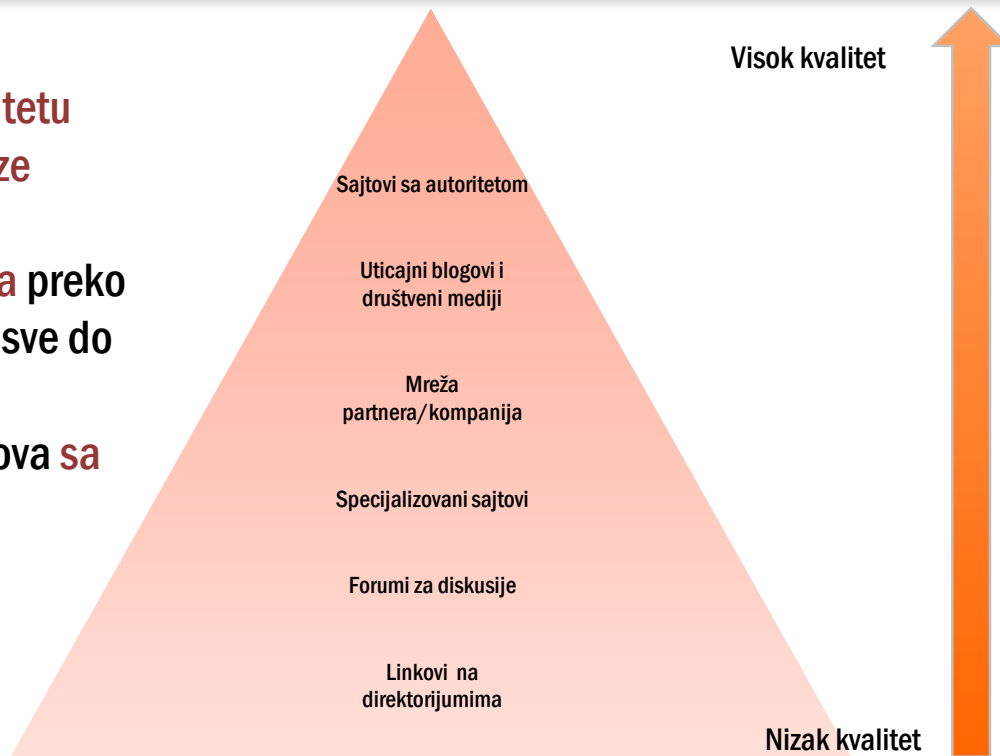 tetu
ze
a preko
sve do
ova sa
Sajtovi sa autoritetom
Uticajni blogovi i
društveni mediji
Mreža
partnera/kompanija
Specijalizovani sajtovi
Forumi za diskusije
Linkovi na
direktorijumima
Visok kvalitet
Nizak kvalitet